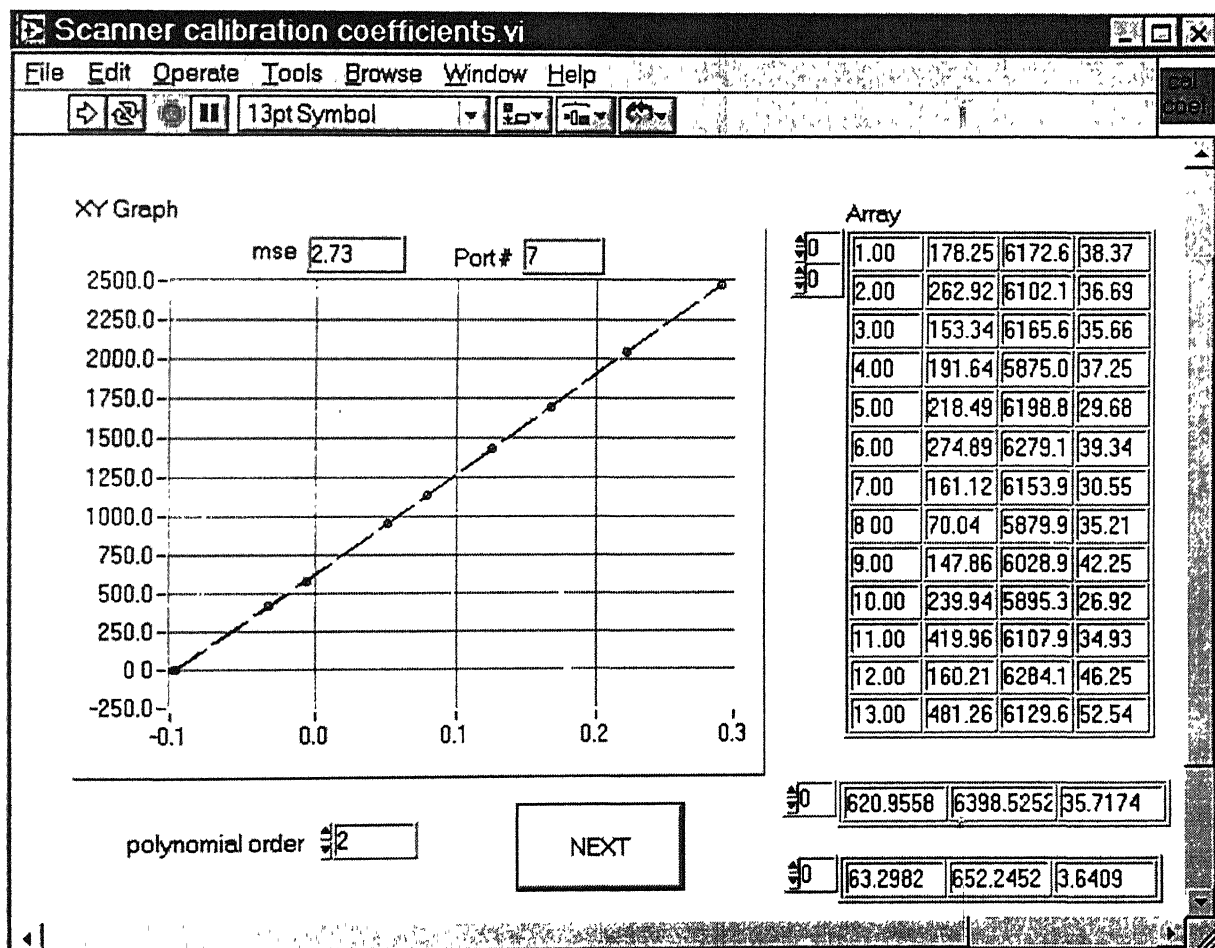 Scanner calibration coefficients.vi
File Edit Operate Tools Browse Window Help
13pt Symbol
cal
coef
XY Graph
mse 2.73 Port# 7
2500.0
2250.0
2000.0
1750.0
1500.0
1250.0
1000.0
750.0
500.0
250.0
0 0
-250.0
-0.1 0.0 0.1 0.2 0.3
Array
0
0
1.00 178.25 6172.6 38.37
2.00 262.92 6102.1 36.69
3.00 153.34 6165.6 35.66
4.00 191.64 5875.0 37.25
5.00 218.49 6198.8 29.68
6.00 274.89 6279.1 39.34
7.00 161.12 6153.9 30.55
8 00 70.04 5879.9 35.21
9.00 147.86 6028.9 42.25
10.00 239.94 5895.3 26.92
11.00 419.96 6107.9 34.93
12.00 160.21 6284.1 46.25
13.00 481.26 6129.6 52.54
0 620.9558 6398.5252 35.7174
polynomial order 2
NEXT
0 63.2982 652.2452 3.6409